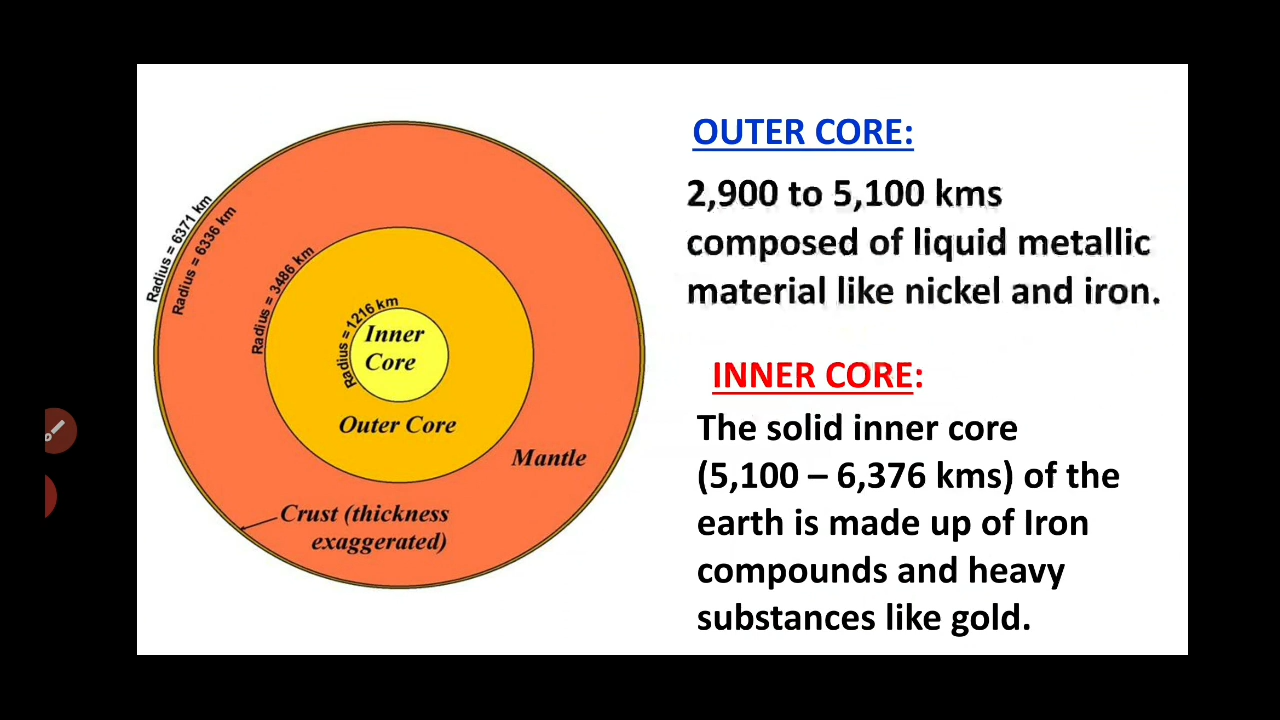 OUTER CORE:
2,900 to 5,100 kms
composed of liquid metallic
material like nickel and iron.
INNER CORE:
The solid inner core
(5,100 – 6,376 kms) of the
earth is made up of Iron
compounds and heavy
substances like gold.
Radius = 6371 km
Radius = 6336 km
Radius = 3486 km
Radius = 1216 km
Inner
Core
Outer Core
Mantle
Crust (thickness
exaggerated)